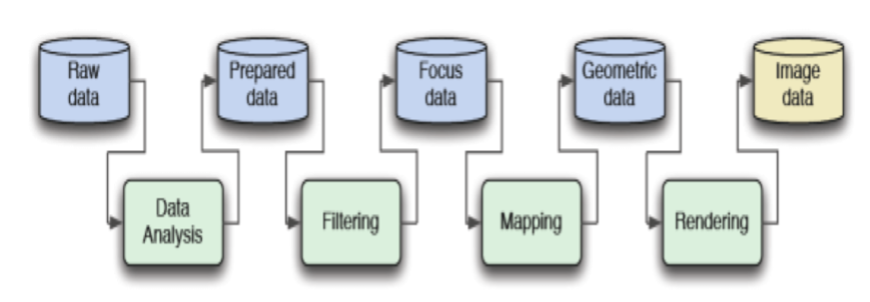 Raw
data
Prepared
data
Focus
data
Geometric
data
Image
data
Data
Analysis
Filtering
Mapping
Rendering